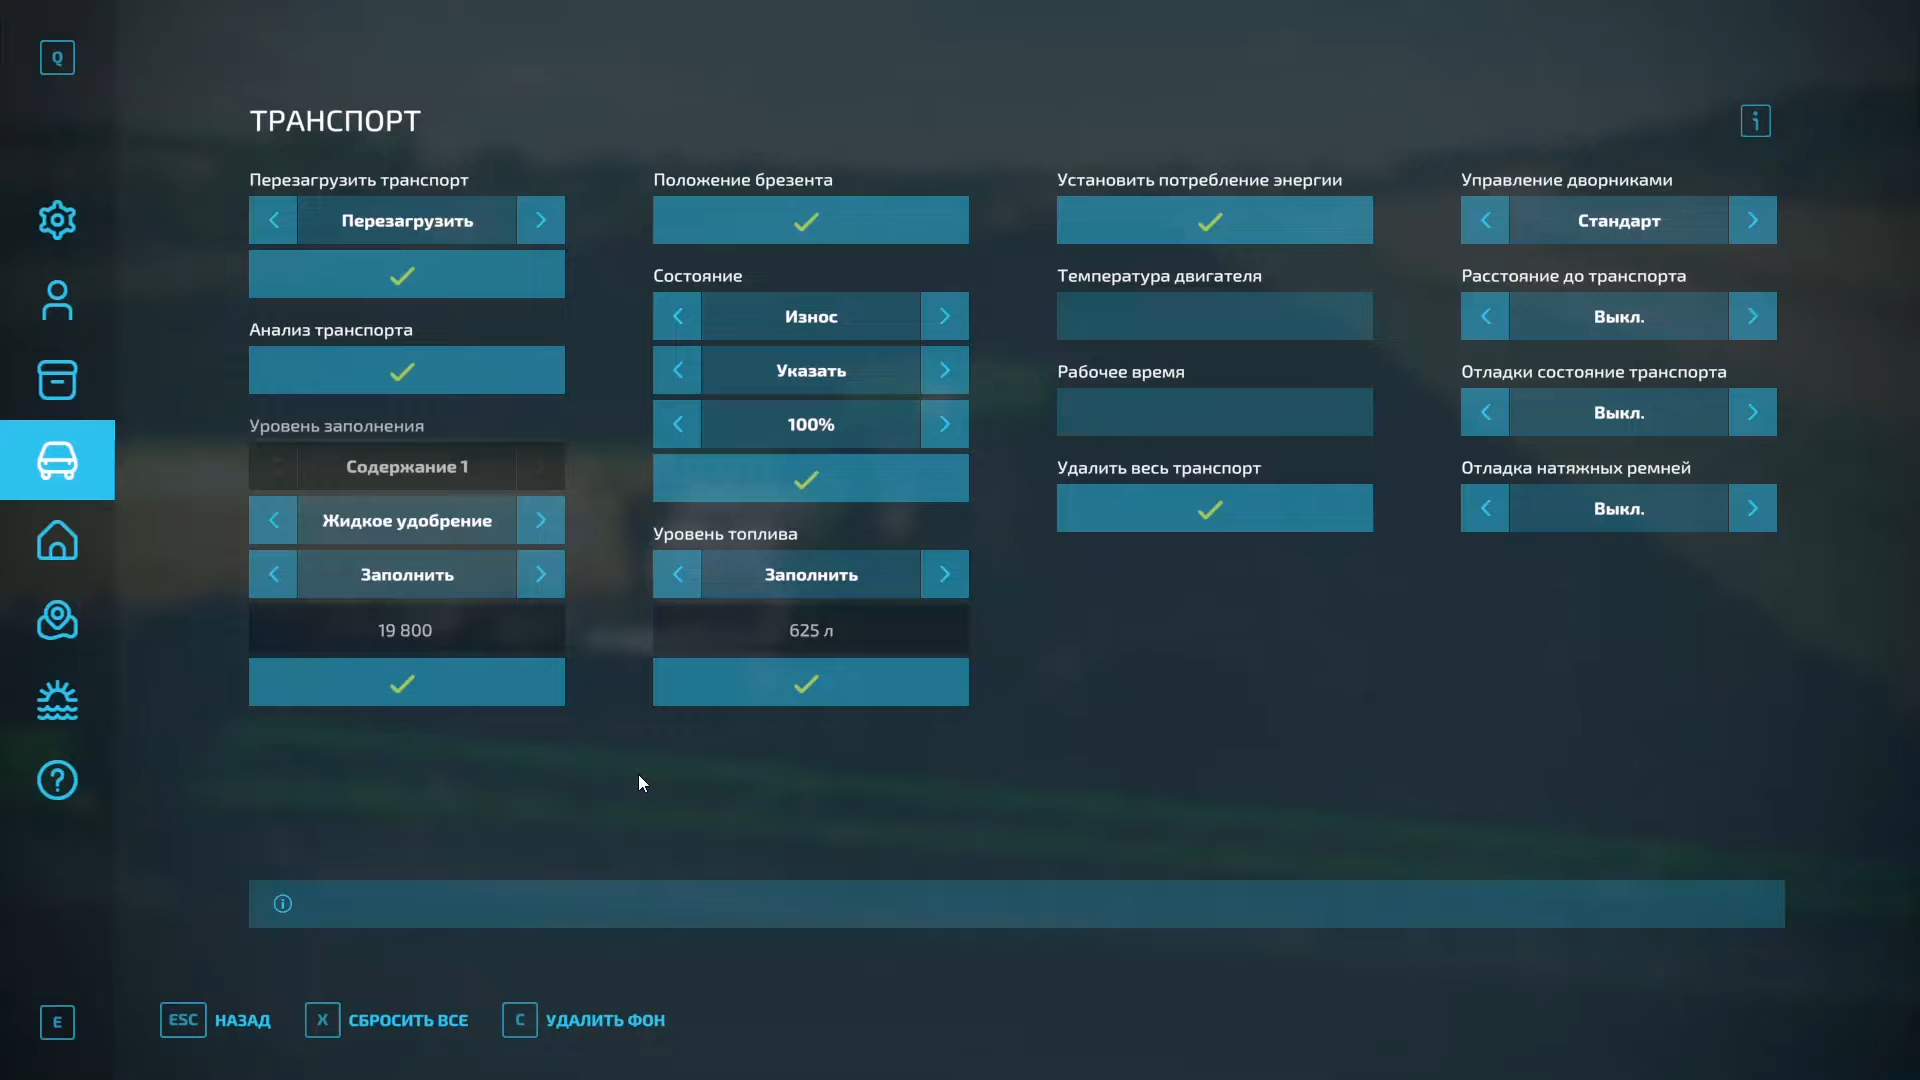 Q
ТРАНСПОРТ
Перезагрузить транспорт
Перезагрузить
Анализ транспорта
Уровень заполнения
Содержание 1
Жидкое удобрение
Заполнить
19 800
Положение брезента
Состояние
Износ
Указать
100%
Уровень топлива
Заполнить
625 л
Установить потребление энергии
Температура двигателя
Рабочее время
Удалить весь транспорт
Управление дворниками
Стандарт
Расстояние до транспорта
Выкл.
Отладки состояние транспорта
Выкл.
Отладка натяжных ремней
Выкл.
E
ESC НАЗАД X СБРОСИТЬ ВСЕ C УДАЛИТЬ ФОН